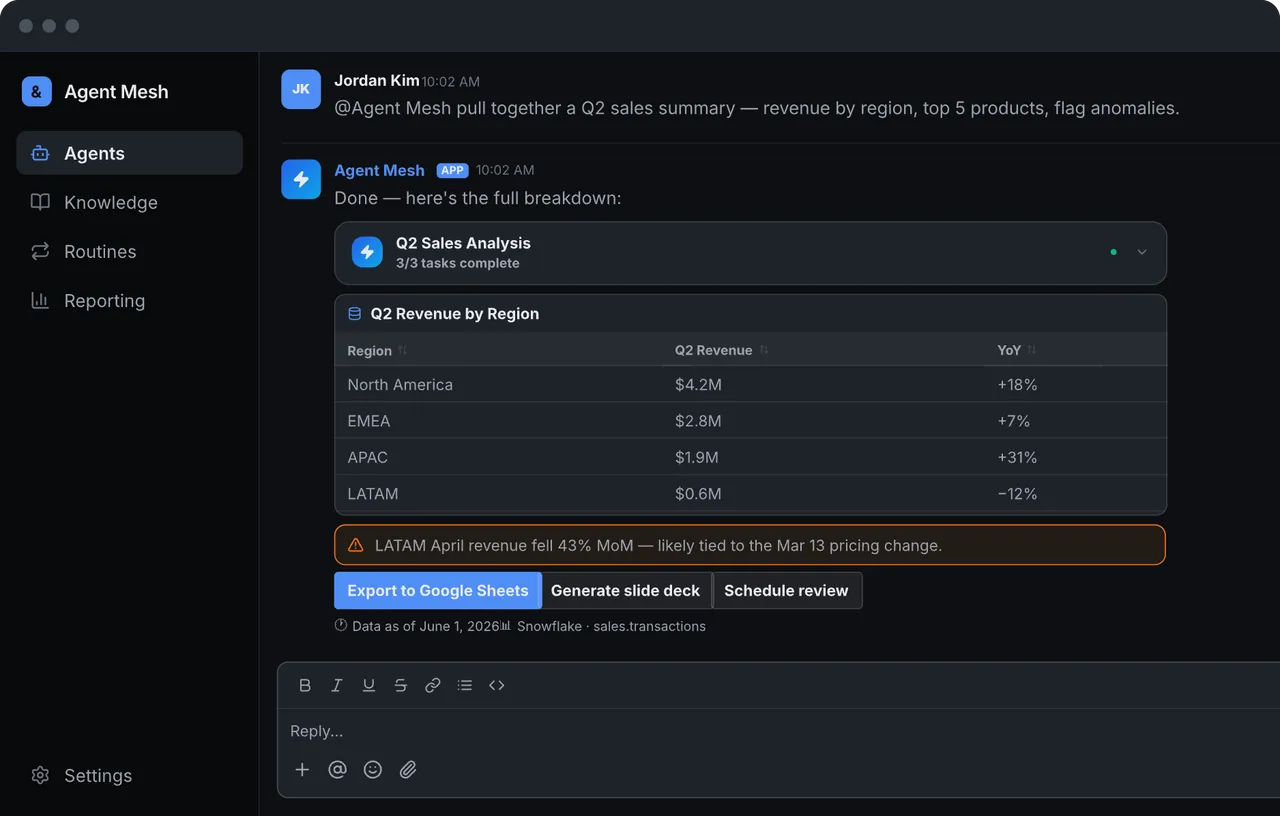 &
Agent Mesh
Agents
Knowledge
Routines
Reporting
Settings
JK
Jordan Kim 10:02 AM
@Agent Mesh pull together a Q2 sales summary — revenue by region, top 5 products, flag anomalies.
Agent Mesh APP 10:02 AM
Done — here's the full breakdown:
Q2 Sales Analysis
3/3 tasks complete
Q2 Revenue by Region
Region Q2 Revenue YoY
North America $4.2M +18%
EMEA $2.8M +7%
APAC $1.9M +31%
LATAM $0.6M −12%
LATAM April revenue fell 43% MoM — likely tied to the Mar 13 pricing change.
Export to Google Sheets Generate slide deck Schedule review
Data as of June 1, 2026 Snowflake · sales.transactions
Reply...